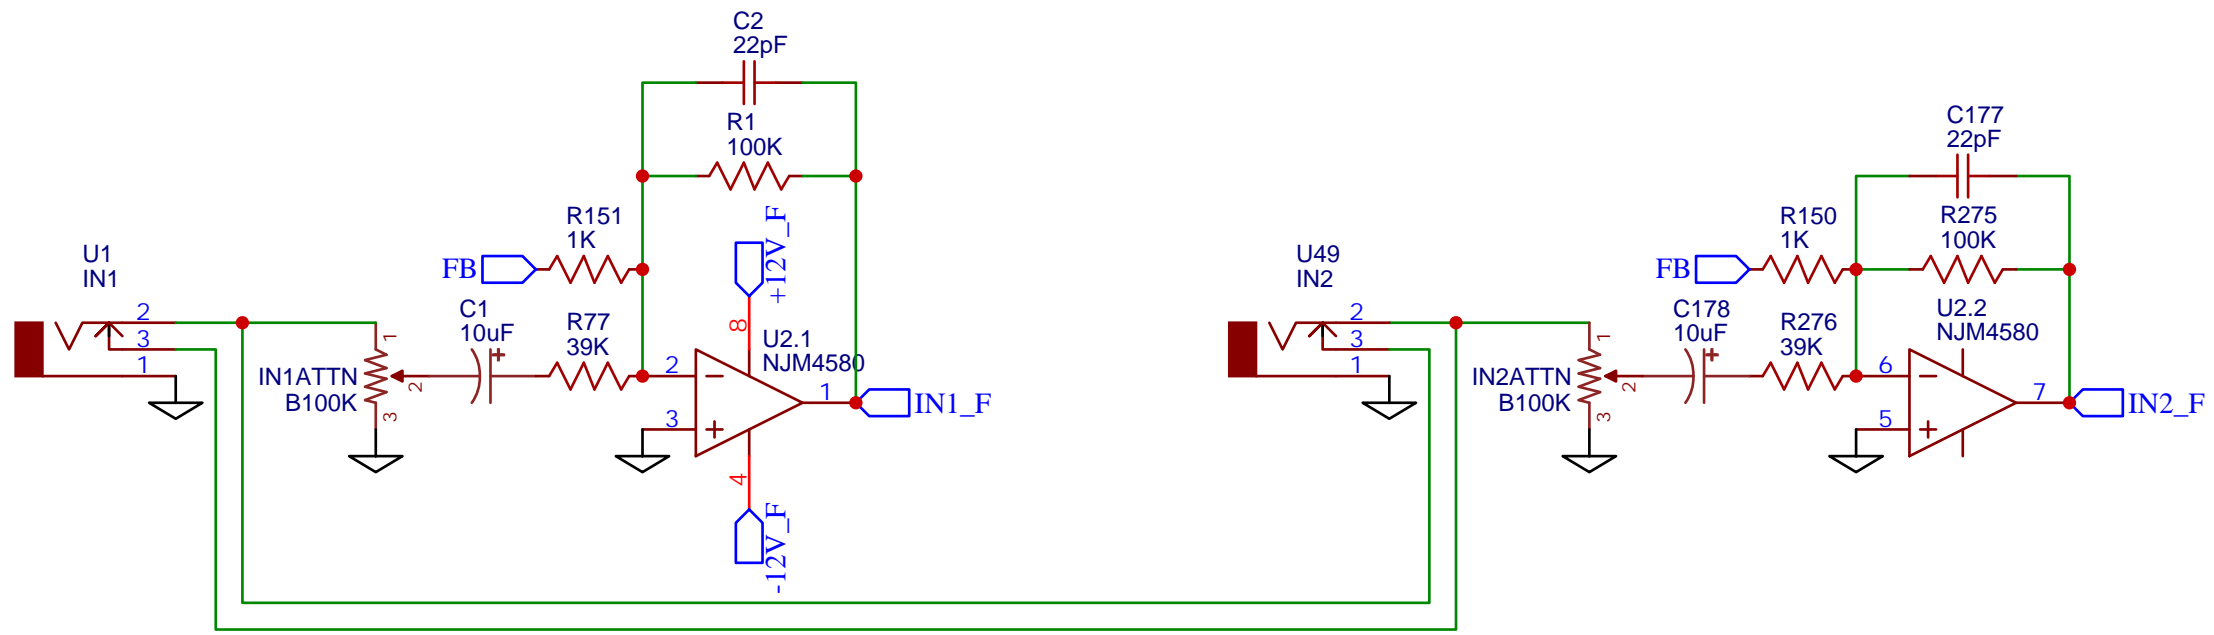 C2
22pF
R1
100K
R151
1K
FB
+12V_F
U1
IN1
2
3
1
C1
10uF
R77
39K
8
U2.1
NJM4580
1
IN1ATTN
B100K
2
3
2
3
1
IN1_F
4
-12V_F
C177
22pF
R150
1K
R275
100K
FB
U49
IN2
2
3
1
C178
10uF
R276
39K
U2.2
NJM4580
1
IN2ATTN
B100K
2
3
6
5
7
IN2_F